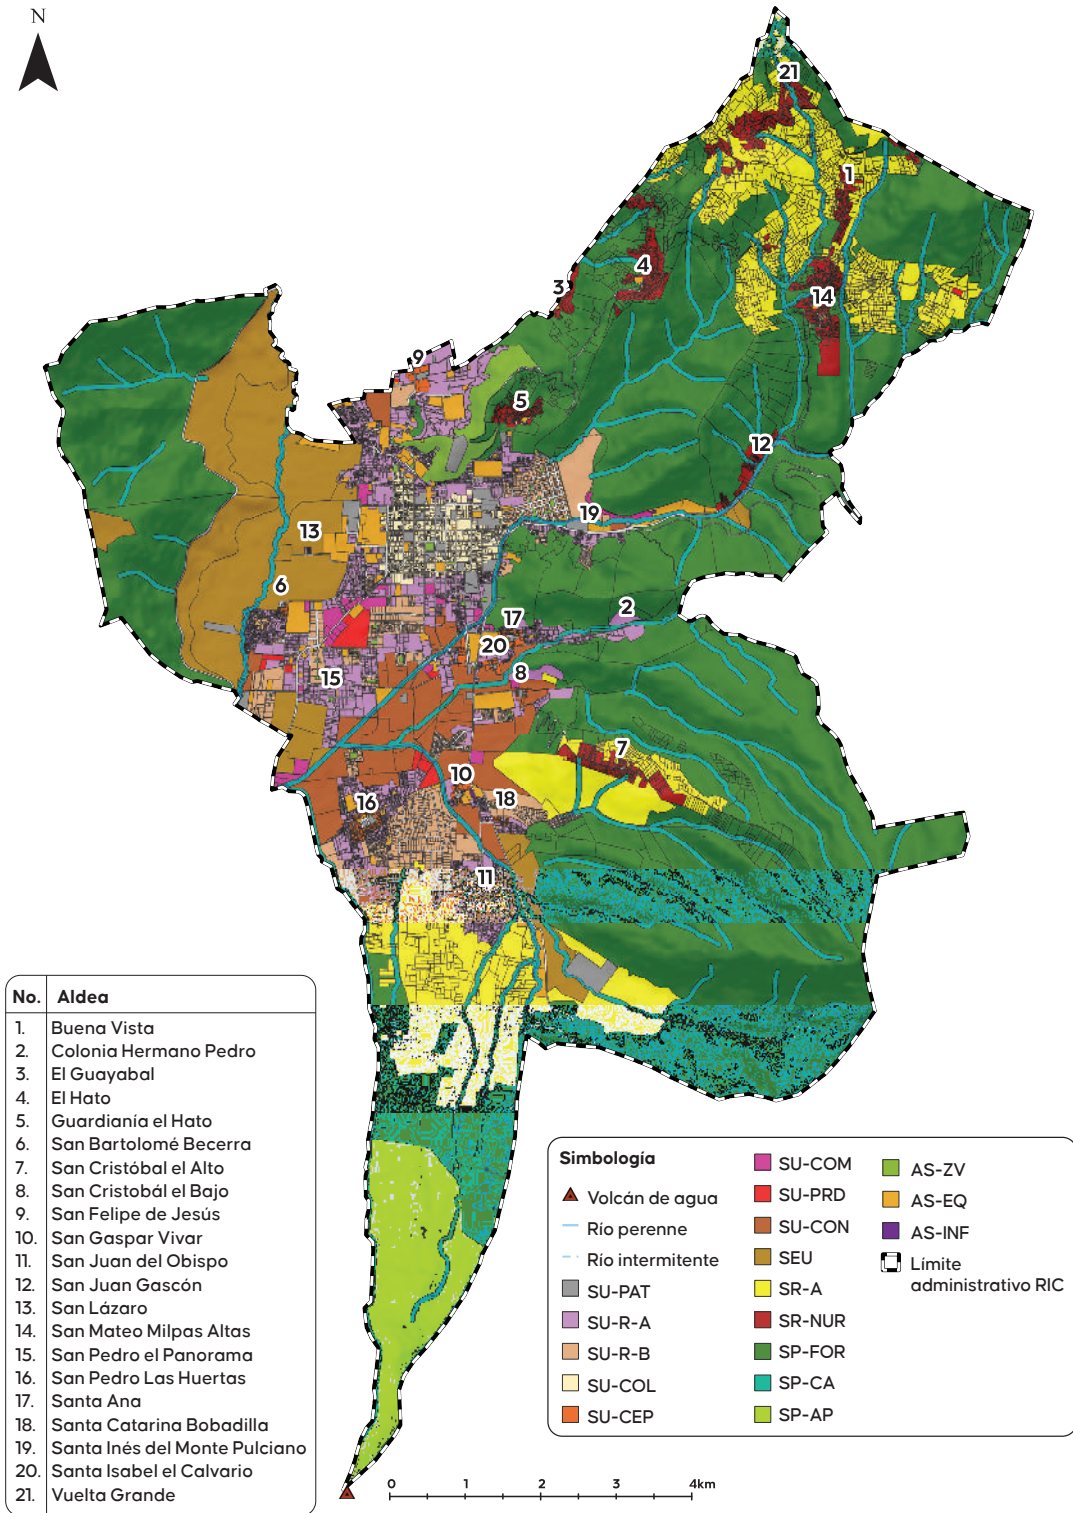 N
21
1
4
3
14
9
5
12
19
13
6
17
2
20
8
15
7
10
16
18
11
No. Aldea
1. Buena Vista
2. Colonia Hermano Pedro
3. El Guayabal
4. El Hato
5. Guardianía el Hato
6. San Bartolomé Becerra
7. San Cristóbal el Alto
8. San Cristobál el Bajo
9. San Felipe de Jesús
10. San Gaspar Vivar
11. San Juan del Obispo
12. San Juan Gascón
13. San Lázaro
14. San Mateo Milpas Altas
15. San Pedro el Panorama
16. San Pedro Las Huertas
17. Santa Ana
18. Santa Catarina Bobadilla
19. Santa Inés del Monte Pulciano
20. Santa Isabel el Calvario
21. Vuelta Grande
Simbología
Volcán de agua
Río perenne
Río intermitente
SU-PAT
SU-R-A
SU-R-B
SU-COL
SU-CEP
SU-COM
SU-PRD
SU-CON
SEU
SR-A
SR-NUR
SP-FOR
SP-CA
SP-AP
AS-ZV
AS-EQ
AS-INF
Límite
administrativo RIC
0 1 2 3 4km